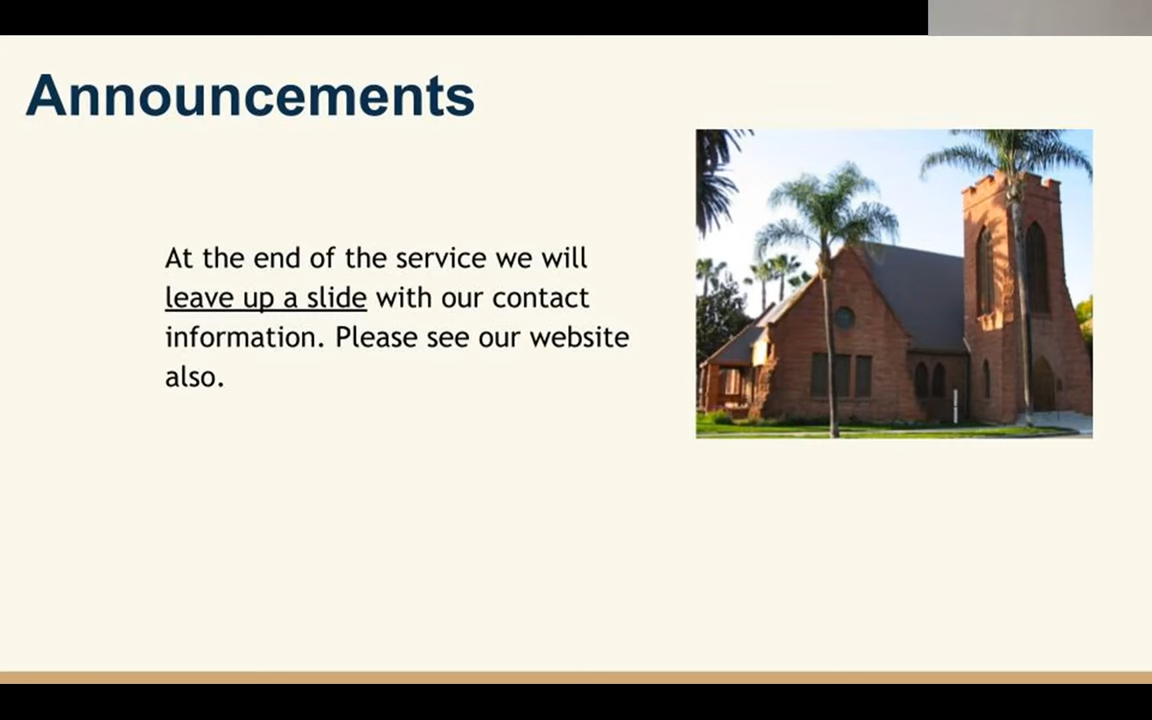 Announcements
At the end of the service we will
leave up a slide with our contact
information. Please see our website
also.